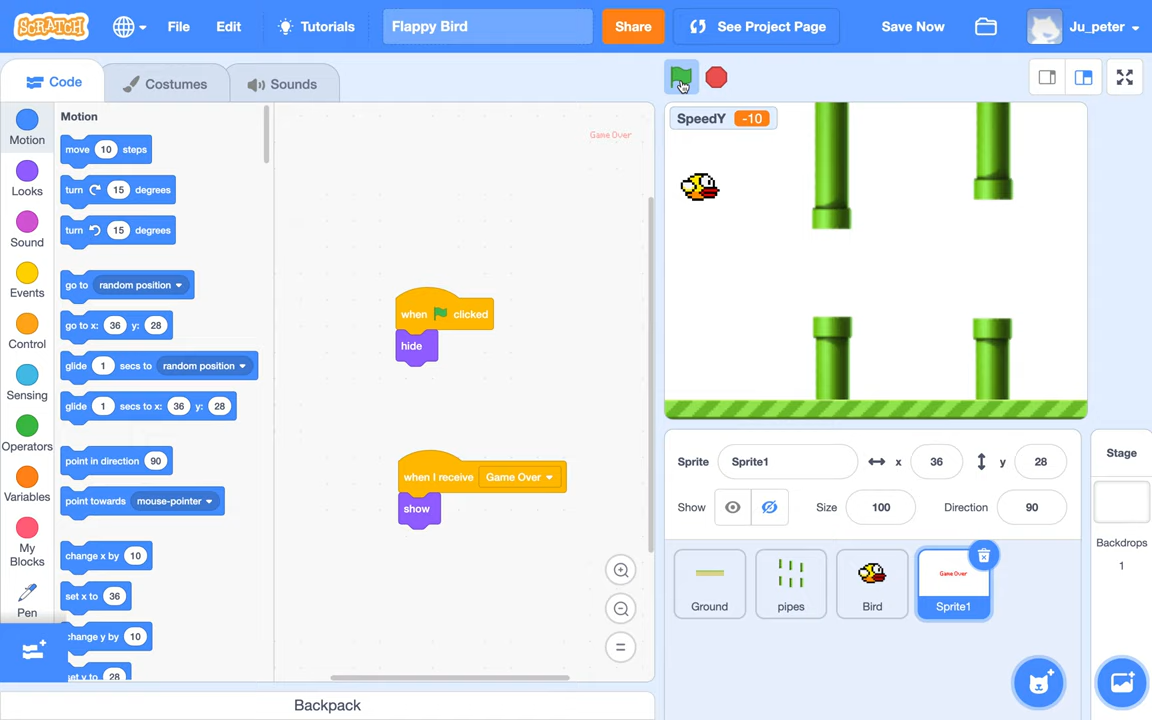 SCRATCH
File
Edit
Tutorials
Flappy Bird
Share
See Project Page
Save Now
Ju_peter
Code
Costumes
Sounds
Motion
Looks
Sound
Events
Control
Sensing
Operators
Variables
My
Blocks
Pen
Motion
move 10 steps
turn 15 degrees
turn 15 degrees
go to random position
go to x: 36 y: 28
glide 1 secs to random position
glide 1 secs to x: 36 y: 28
point in direction 90
point towards mouse-pointer
change x by 10
set x to 36
change y by 10
set y to 28
Game Over
when clicked
hide
when I receive Game Over
show
Backpack
SpeedY -10
Sprite Sprite1 x 36 y 28
Show Size 100 Direction 90
Ground
pipes
Bird
Game Over
Sprite1
Stage
Backdrops
1